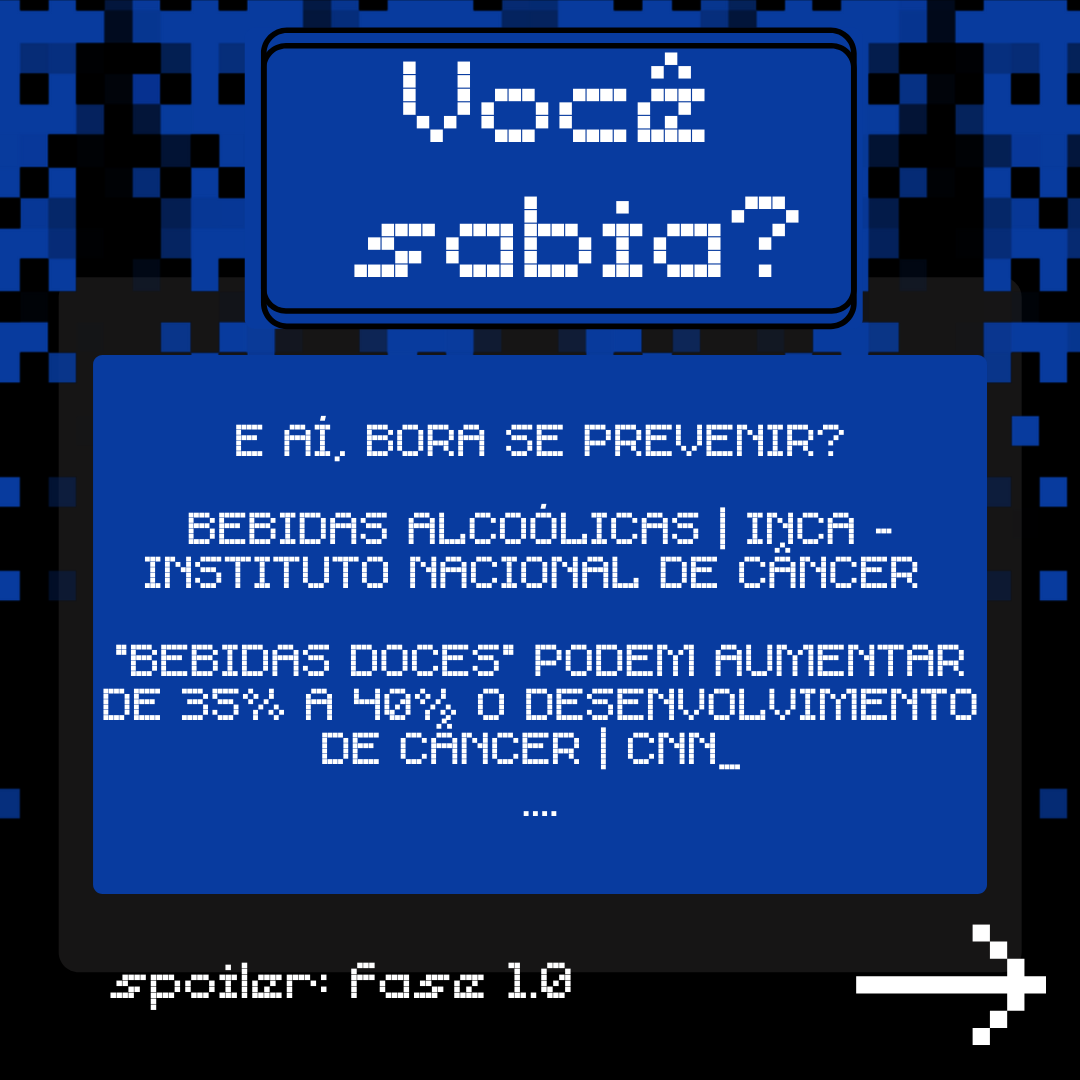 Você
sabia?
E AÍ, BORA SE PREVENIR?
BEBIDAS ALCOÓLICAS | INCA -
INSTITUTO NACIONAL DE CÂNCER
"BEBIDAS DOCES" PODEM AUMENTAR
DE 35% A 40% O DESENVOLVIMENTO
DE CÂNCER | CNN_
....
spoiler: fase 1.0